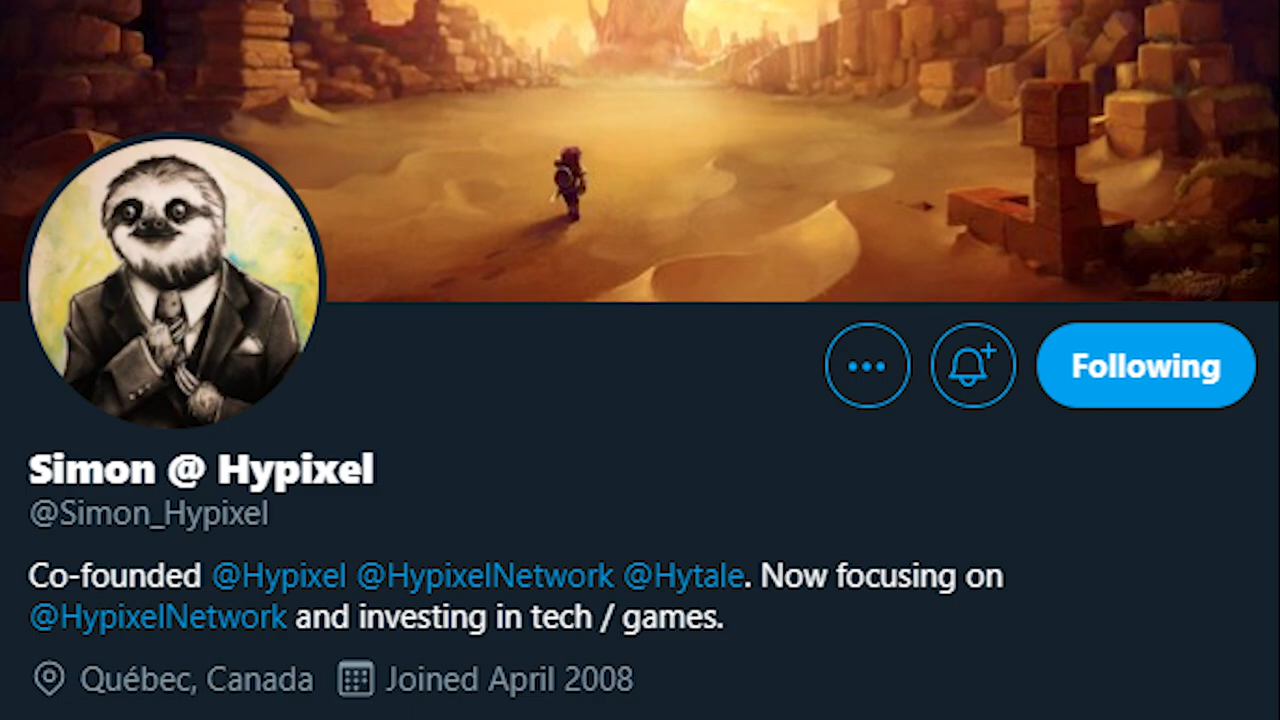 Following
Simon @ Hypixel
@Simon_Hypixel
Co-founded @Hypixel @HypixelNetwork @Hytale. Now focusing on
@HypixelNetwork and investing in tech / games.
Québec, Canada Joined April 2008